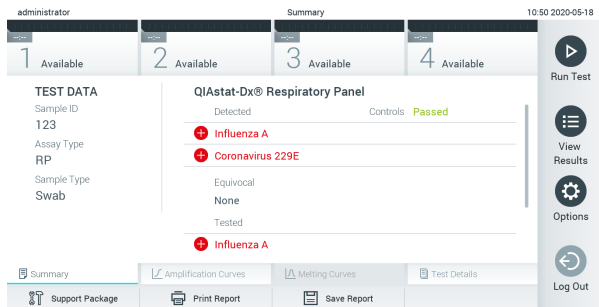 administrator Summary 10:50 2020-05-18
--:-- --:-- --:-- --:--
1 Available 2 Available 3 Available 4 Available
Run Test
TEST DATA
Sample ID
123
Assay Type
RP
Sample Type
Swab
QIAstat-Dx® Respiratory Panel
Detected Controls Passed
Influenza A
Coronavirus 229E
Equivocal
None
Tested
Influenza A
View
Results
Options
Log Out
Summary Amplification Curves Melting Curves Test Details
Support Package Print Report Save Report